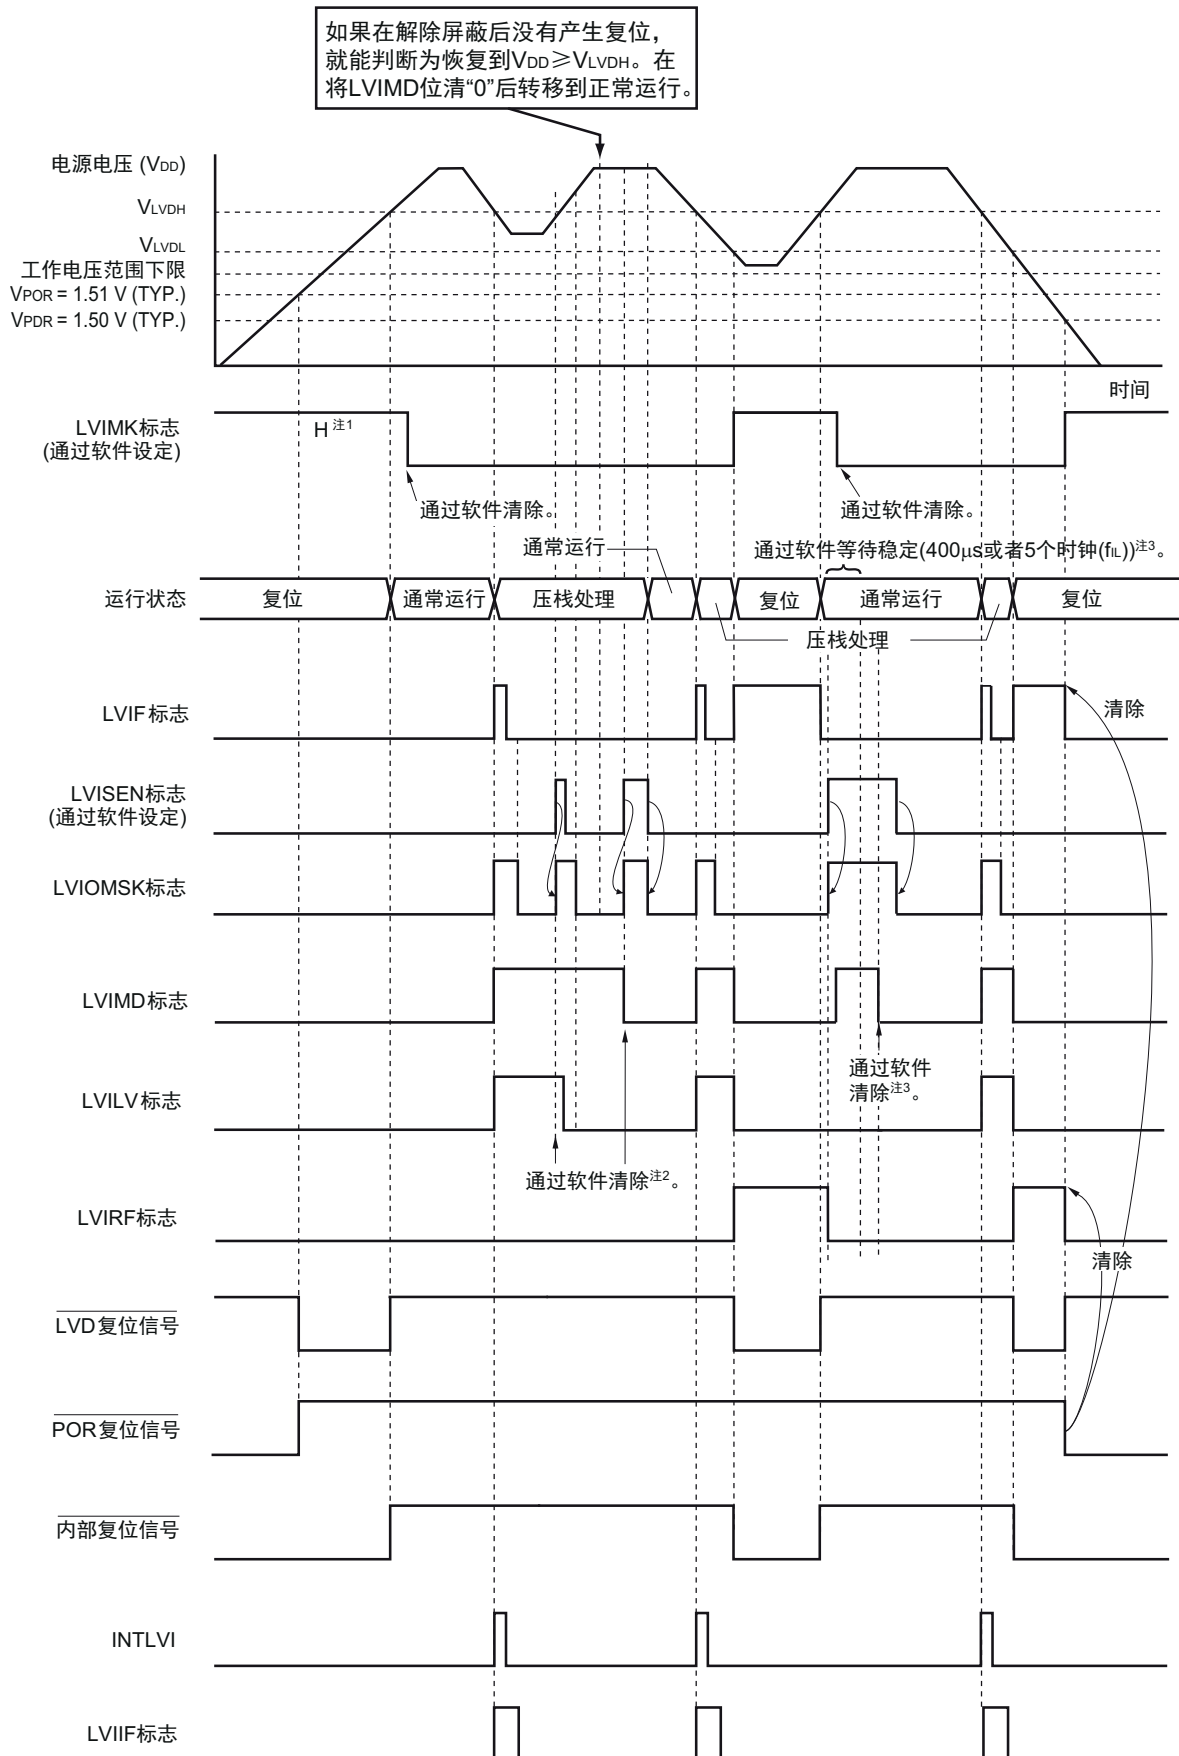 如果在解除屏蔽后没有产生复位，
就能判断为恢复到VDD≥VLVDH。在
将LVIMD位清“0”后转移到正常运行。
电源电压 (VDD)
VLVDH
VLVDL
工作电压范围下限
VPOR = 1.51 V (TYP.)
VPDR = 1.50 V (TYP.)
时间
LVIMK标志
(通过软件设定)
H 注1
通过软件清除。
通过软件清除。
通常运行
通过软件等待稳定(400μs或者5个时钟(fIL))注3。
运行状态
复位
通常运行
压栈处理
复位
通常运行
复位
压栈处理
LVIF标志
清除
LVISEN标志
(通过软件设定)
LVIOMSK标志
LVIMD标志
通过软件
清除注3。
LVILV标志
通过软件清除注2。
LVIRF标志
清除
LVD复位信号
POR复位信号
内部复位信号
INTLVI
LVIIF标志